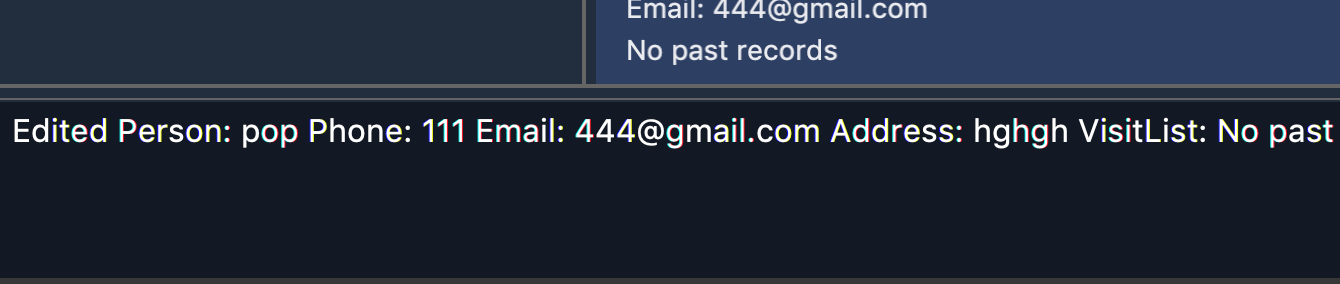 Email: 444@gmail.com
No past records
Edited Person: pop Phone: 111 Email: 444@gmail.com Address: hghgh VisitList: No past